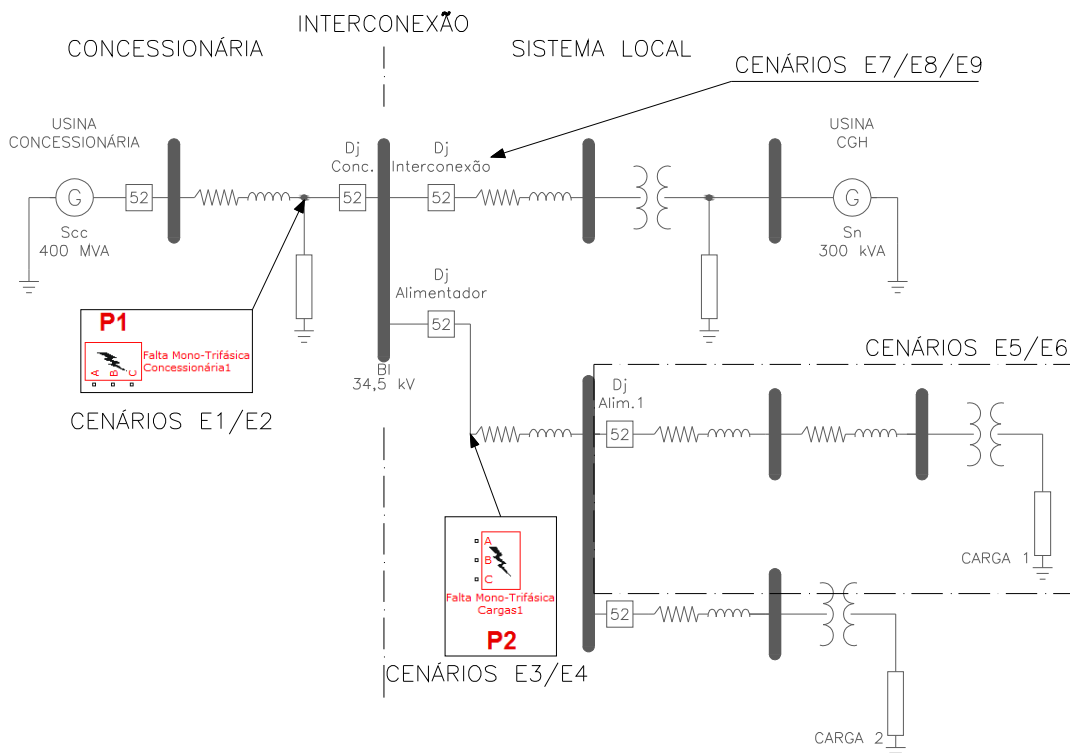 INTERCONEXÃO
CONCESSIONÁRIA
SISTEMA LOCAL
CENÁRIOS E7/E8/E9
USINA
CONCESSIONÁRIA
G
52
Scc
400 MVA
Dj
Conc.
52
Dj
Interconexão
52
USINA
CGH
G
Sn
300 kVA
Dj
Alimentador
52
BI
34,5 kV
P1
Falta Mono-Trifásica
Concessionária1
A
B
C
CENÁRIOS E1/E2
CENÁRIOS E5/E6
Dj
Alim.1
52
CARGA 1
A
B
C
Falta Mono-Trifásica
Cargas1
P2
CENÁRIOS E3/E4
52
CARGA 2